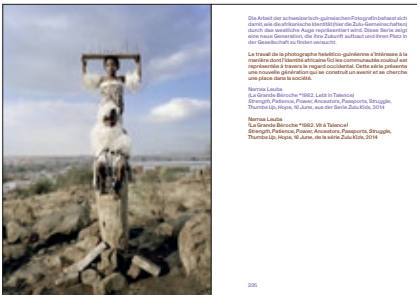 Die Arbeit der schweizerisch-guineischen Fotografin befasst sich
damit, wie die afrikanische Identität (hier die Zulu-Gemeinschaften)
durch das westliche Auge repräsentiert wird. Diese Serie zeigt
eine neue Generation, die ihre Zukunft aufbaut und ihren Platz in
der Gesellschaft zu finden versucht.
Le travail de la photographe helvético-guinéenne s'intéresse à la
manière dont l'identité africaine (ici les communautés zoulou) est
représentée à travers le regard occidental. Cette série présente
une nouvelle génération qui se construit un avenir et se cherche
une place dans la société.
Namsa Leuba
(La Grande Béroche *1982. Lebt in Talence)
Strength, Patience, Power, Ancestors, Passports, Struggle,
Thumbs Up, Hope, 16 June, aus der Serie Zulu Kids, 2014
Namsa Leuba
(La Grande Béroche *1982. Vit à Talence)
Strength, Patience, Power, Ancestors, Passports, Struggle,
Thumbs Up, Hope, 16 June, de la série Zulu Kids, 2014